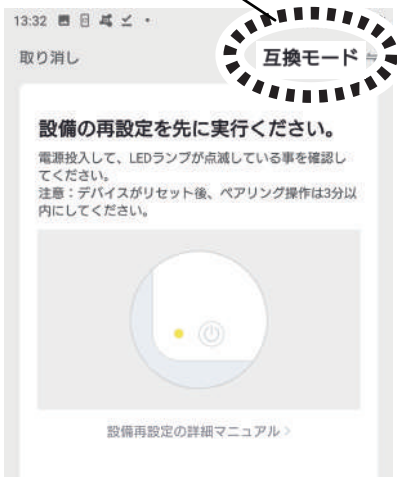 13:32
取り消し
互換モード
設備の再設定を先に実行ください。
電源投入して、LEDランプが点滅している事を確認し
てください。
注意：デバイスがリセット後、ペアリング操作は3分以
内にしてください。
設備再設定の詳細マニュアル >